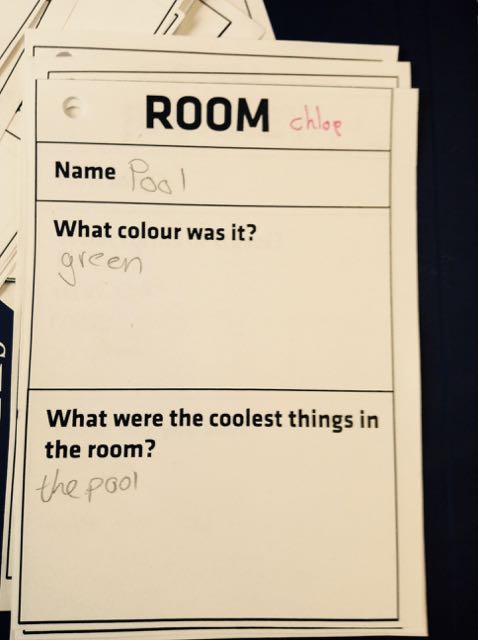 ROOM chloe
Name Pool
What colour was it?
green
What were the coolest things in
the room?
the pool